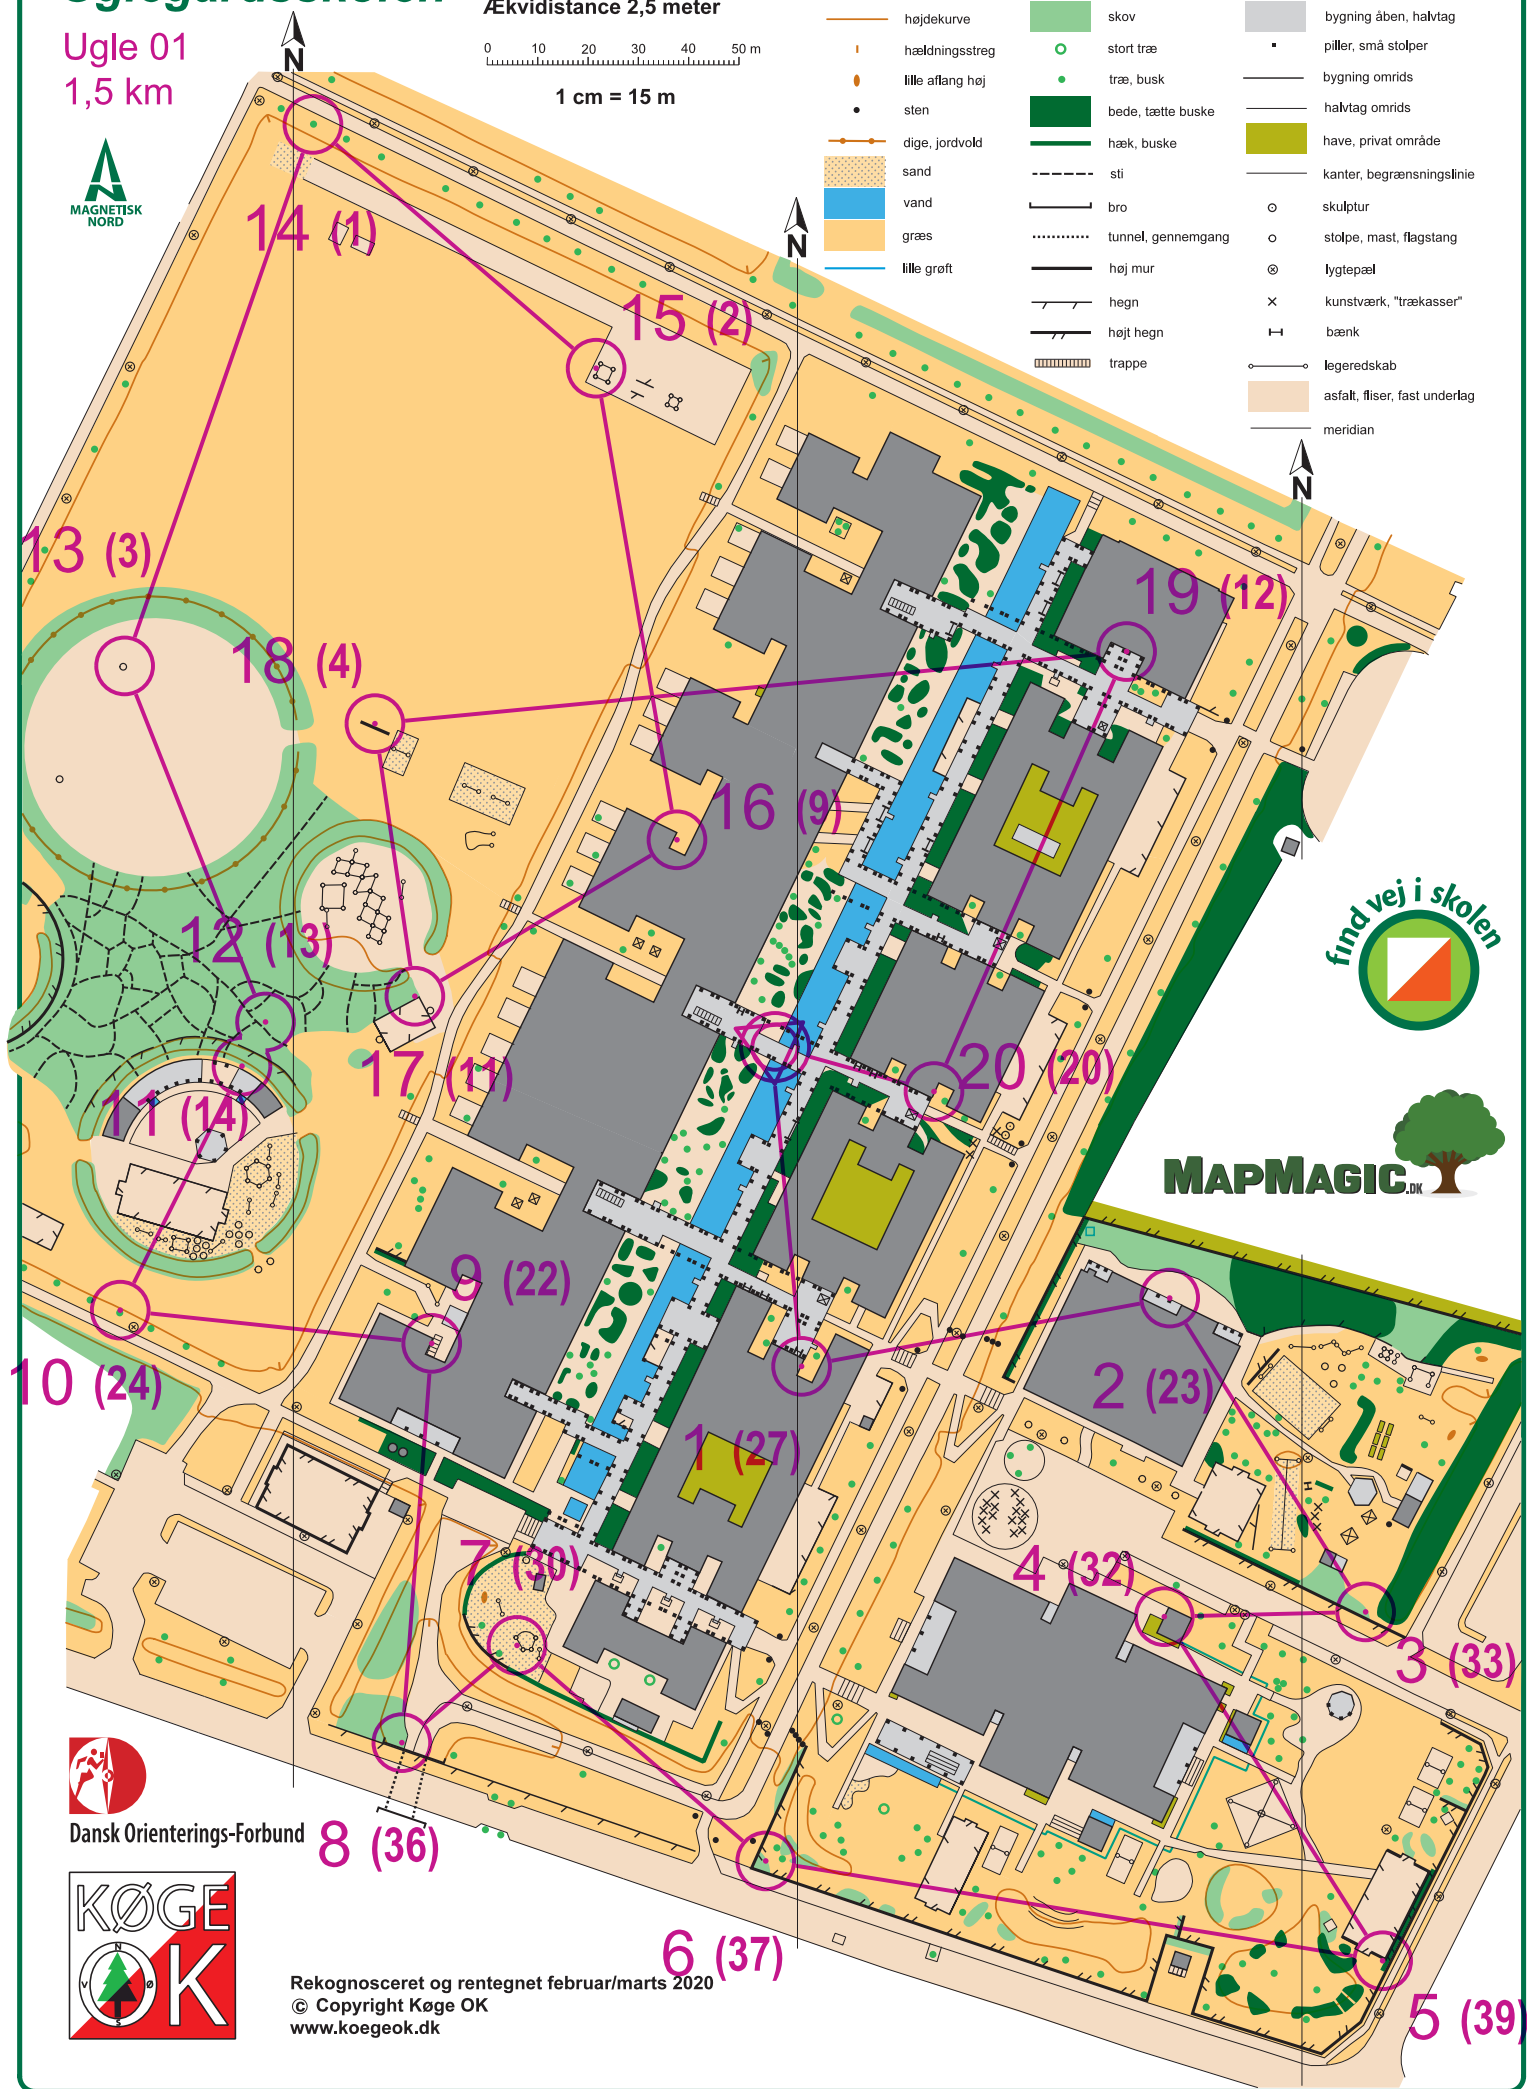 Ugle 01
1,5 km
Ækvidistance 2,5 meter
0 10 20 30 40 50 m
1 cm = 15 m
N
MAGNETISK
NORD
højdekurve
hældningsstreg
lille aflang høj
sten
dige, jordvold
sand
vand
græs
lille grøft
skov
stort træ
træ, busk
bede, tætte buske
hæk, buske
sti
bro
tunnel, gennemgang
høj mur
hegn
højt hegn
trappe
bygning åben, halvtag
piller, små stolper
bygning omrids
halvtag omrids
have, privat område
kanter, begrænsningslinie
skulptur
stolpe, mast, flagstang
lygtepæl
kunstværk, "trækasser"
bænk
legeredskab
asfalt, fliser, fast underlag
meridian
N
N
14 (1)
15 (2)
13 (3)
19 (12)
18 (4)
16 (9)
12 (13)
find vej i skolen
17 (11)
20 (20)
11 (14)
MAPMAGIC.DK
9 (22)
10 (24)
2 (23)
1 (27)
7 (30)
4 (32)
3 (33)
Dansk Orienterings-Forbund
8 (36)
6 (37)
5 (39)
KØGE
OK
N
V Ø
S
Rekognosceret og rentegnet februar/marts 2020
© Copyright Køge OK
www.koegeok.dk